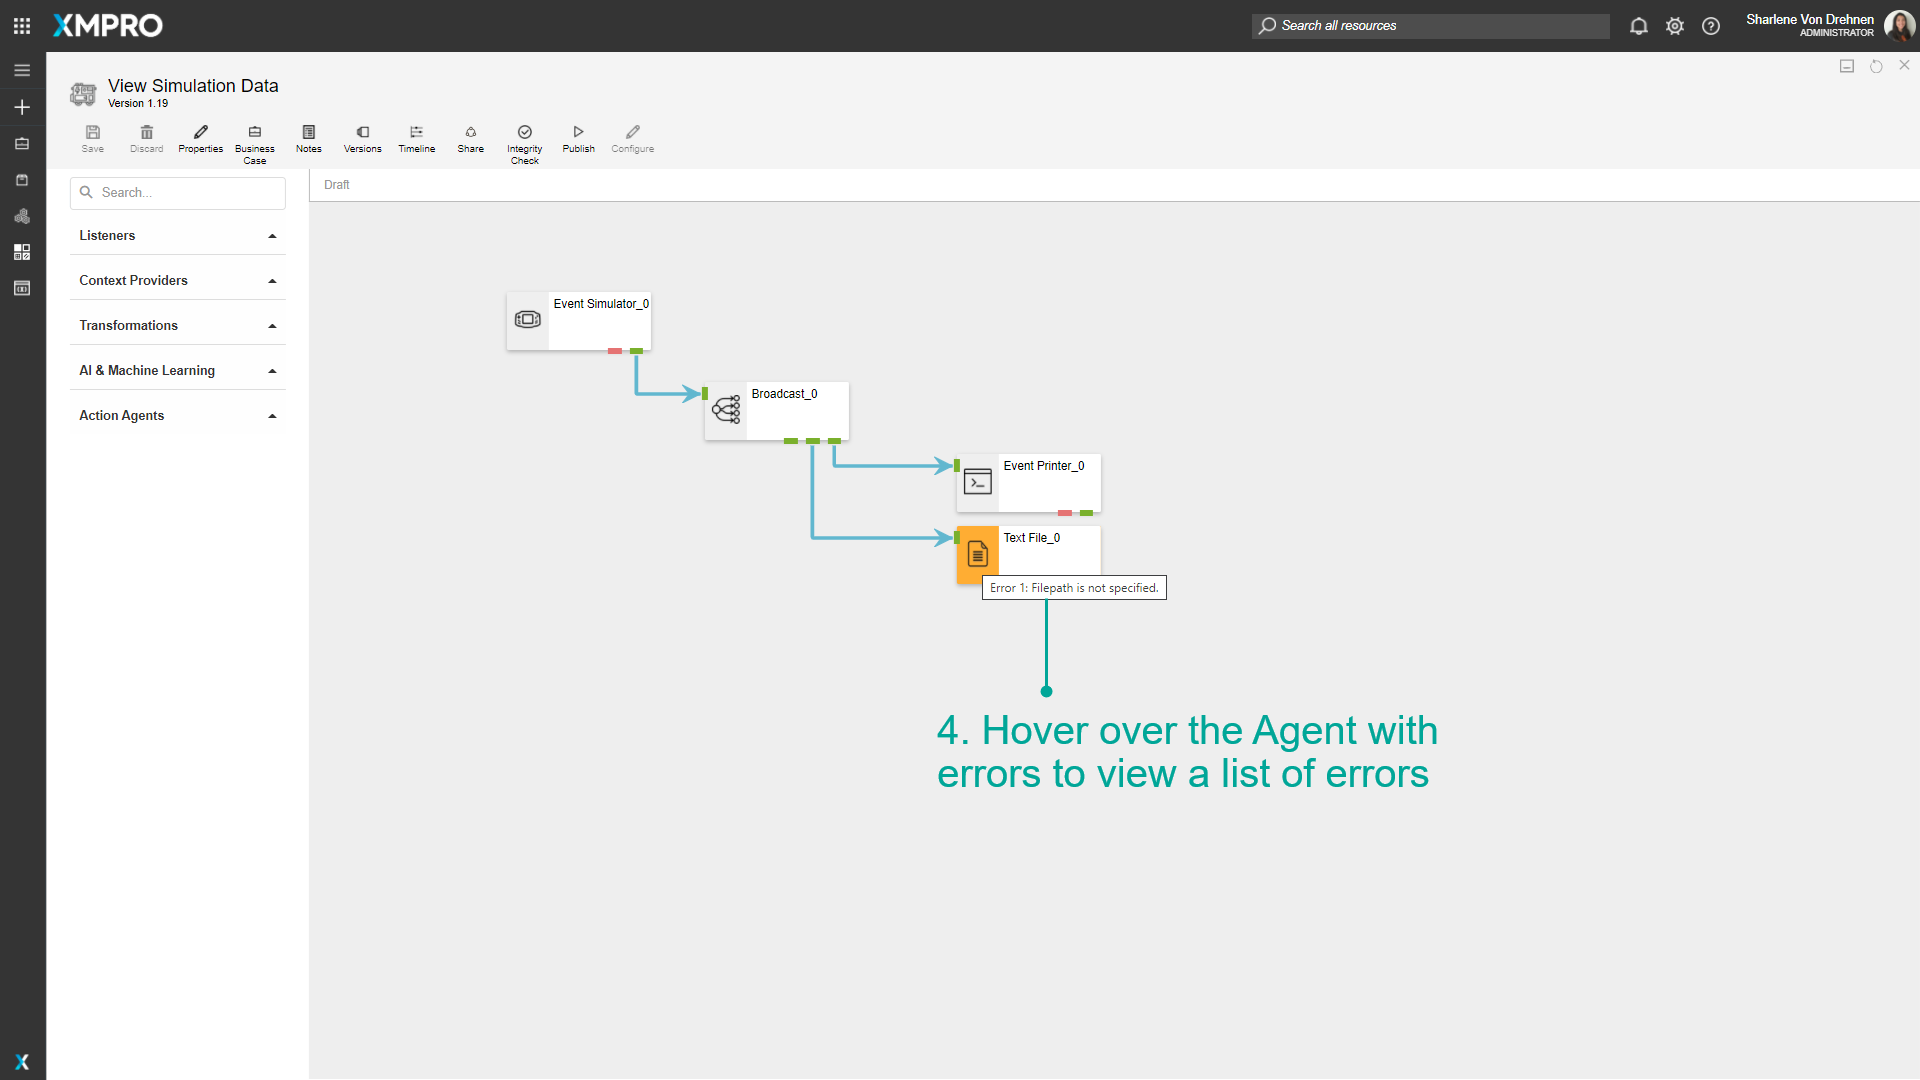 XMPRO
Search all resources
Sharlene Von Drehnen
ADMINISTRATOR
View Simulation Data
Version 1.19
Save
Discard
Properties
Business
Case
Notes
Versions
Timeline
Share
Integrity
Check
Publish
Configure
Search...
Draft
Listeners
Context Providers
Transformations
AI & Machine Learning
Action Agents
Event Simulator_0
Broadcast_0
Event Printer_0
Text File_0
Error 1: Filepath is not specified.
4. Hover over the Agent with
errors to view a list of errors